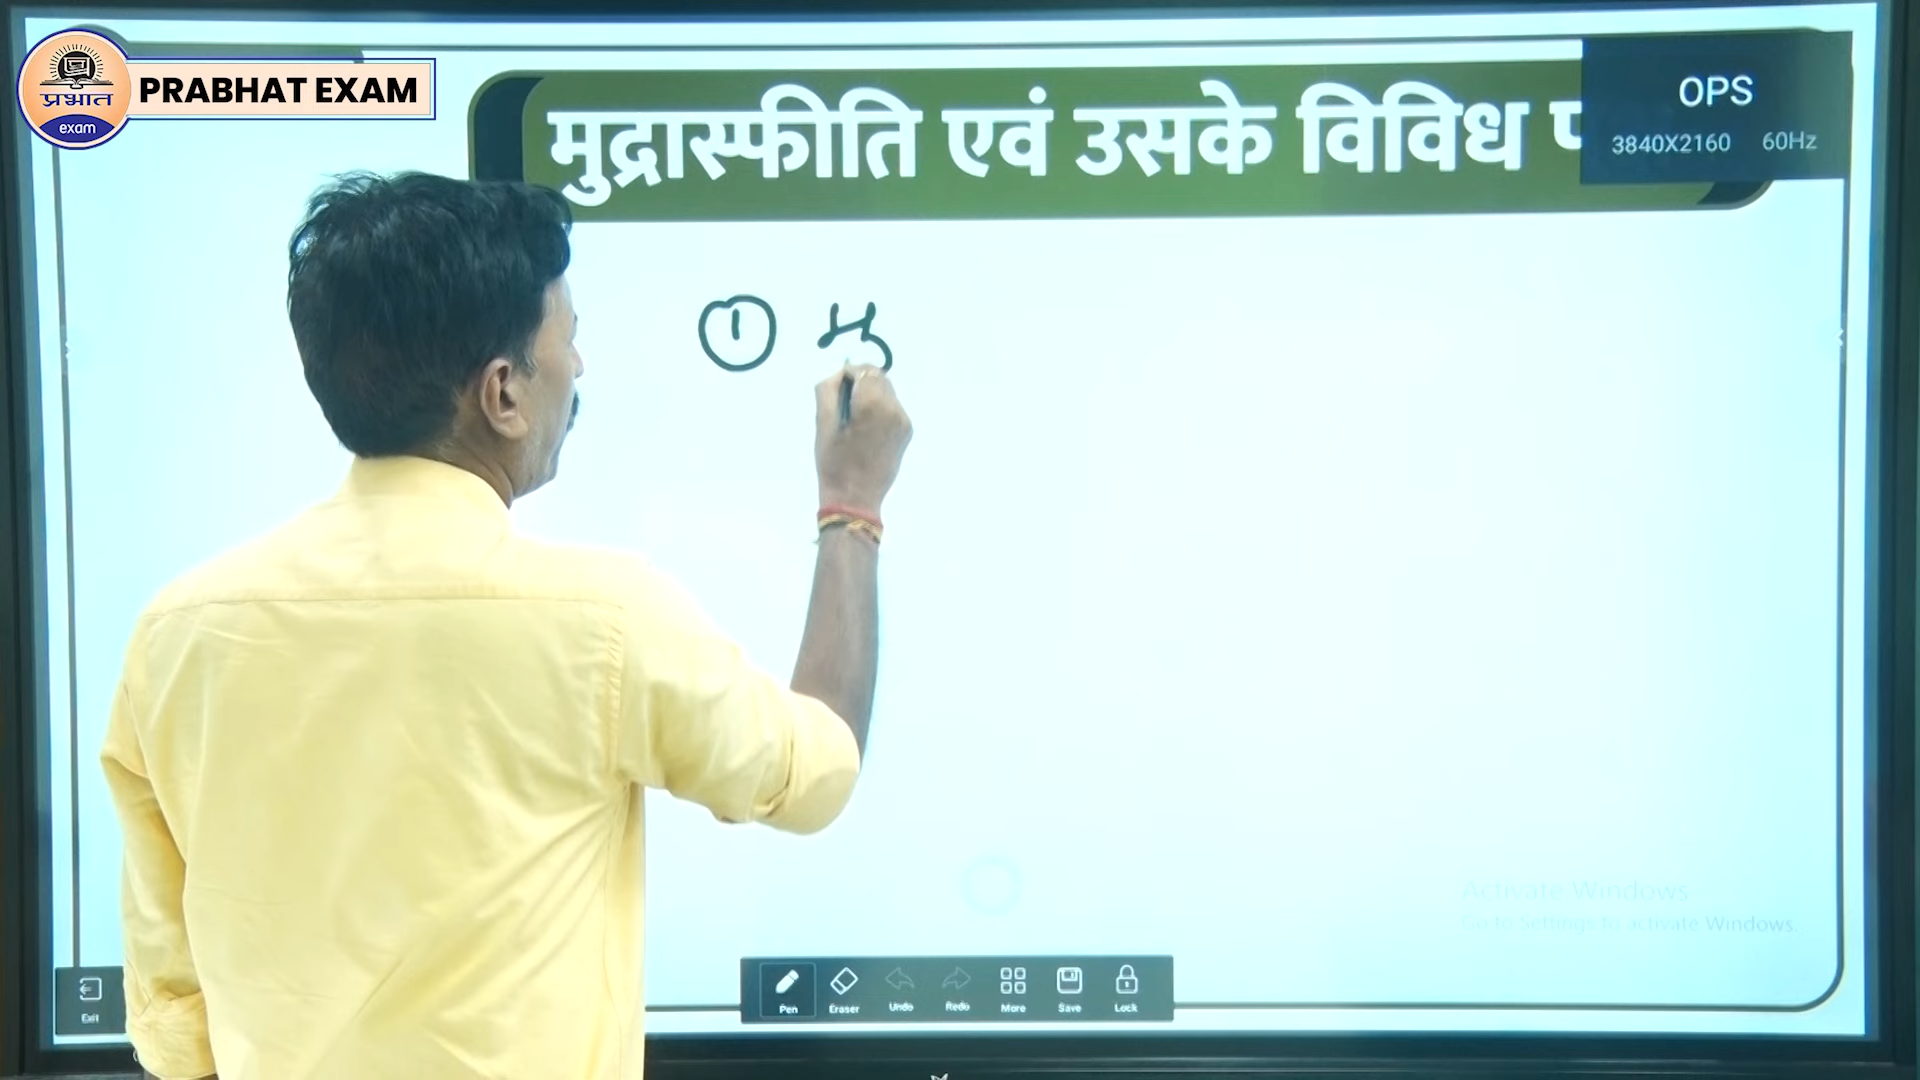 प्रभात
exam
PRABHAT EXAM
मुद्रास्फीति एवं उसके विविध
OPS
3840X2160 60Hz
1 मु
Activate Windows
Go to Settings to activate Windows.
Exit
Pen Eraser Undo Redo More Save Lock